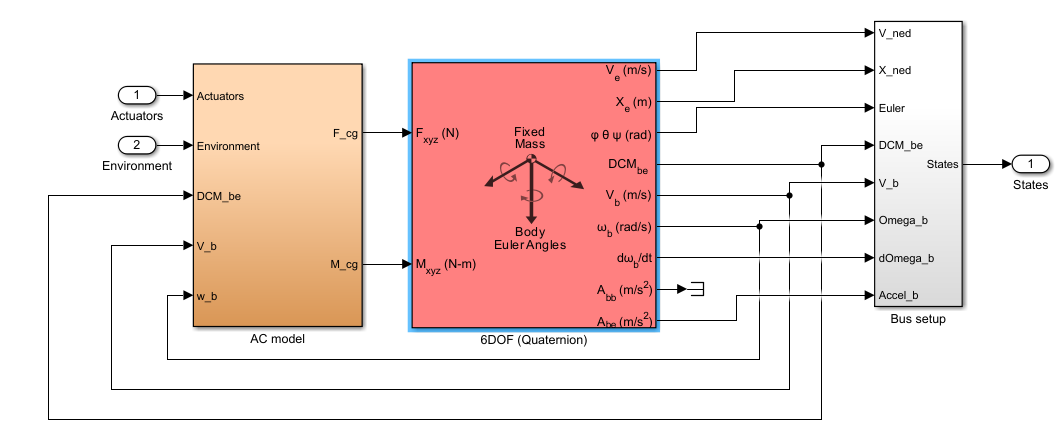 1
Actuators
2
Environment
Actuators
Environment
DCM_be
V_b
w_b
F_cg
M_cg
AC model
F_xyz (N)
M_xyz (N-m)
Fixed
Mass
Body
Euler Angles
V_e (m/s)
X_e (m)
φ θ ψ (rad)
DCM_be
V_b (m/s)
ω_b (rad/s)
dω_b/dt
A_bb (m/s²)
A_be (m/s²)
6DOF (Quaternion)
V_ned
X_ned
Euler
DCM_be
V_b
Omega_b
dOmega_b
Accel_b
States
Bus setup
1
States